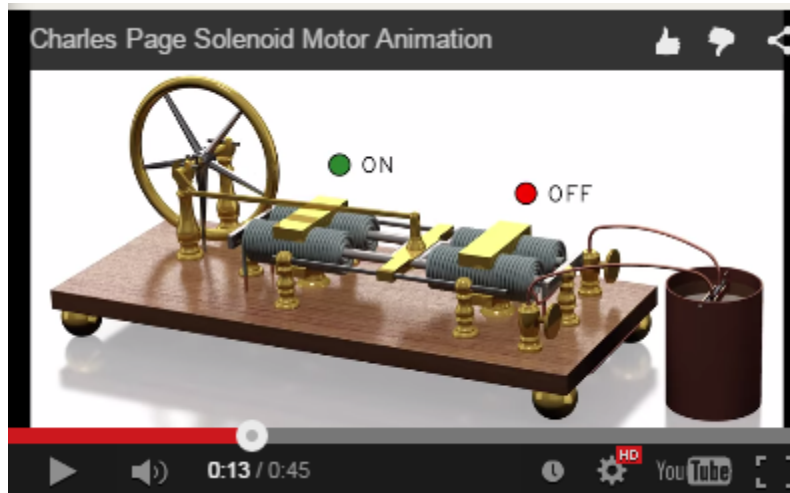 Charles Page Solenoid Motor Animation
ON
OFF
0:13 / 0:45
HD
YouTube